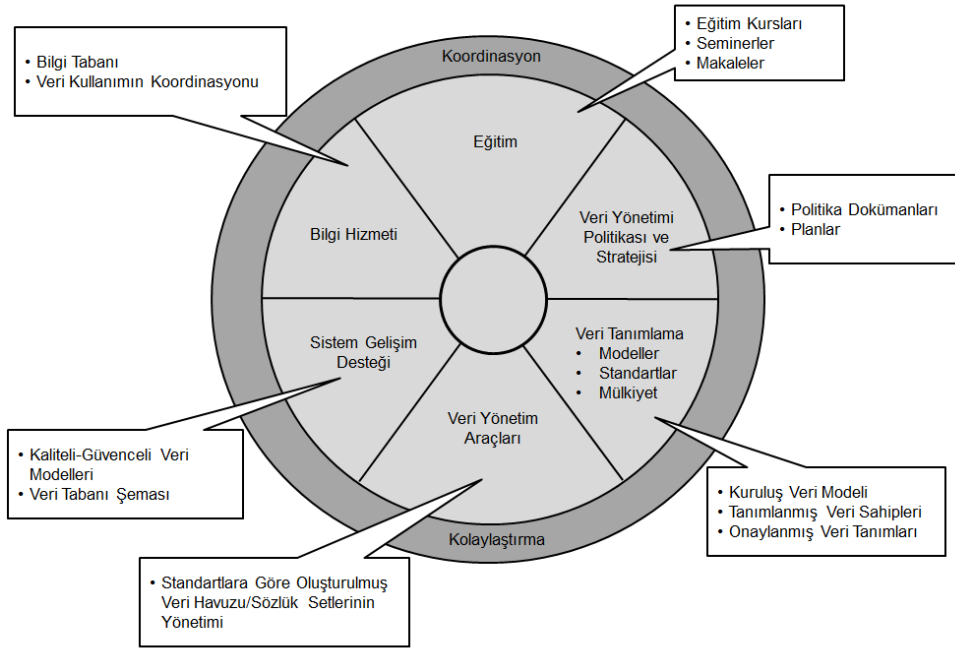 • Bilgi Tabanı
• Veri Kullanımın Koordinasyonu
Koordinasyon
• Eğitim Kursları
• Seminerler
• Makaleler
Eğitim
Bilgi Hizmeti
Veri Yönetimi
Politikası ve
Stratejisi
• Politika Dokümanları
• Planlar
Sistem Gelişim
Desteği
Veri Tanımlama
• Modeller
• Standartlar
• Mülkiyet
Veri Yönetim
Araçları
• Kaliteli-Güvenceli Veri
Modelleri
• Veri Tabanı Şeması
• Kuruluş Veri Modeli
• Tanımlanmış Veri Sahipleri
• Onaylanmış Veri Tanımları
Kolaylaştırma
• Standartlara Göre Oluşturulmuş
Veri Havuzu/Sözlük Setlerinin
Yönetimi